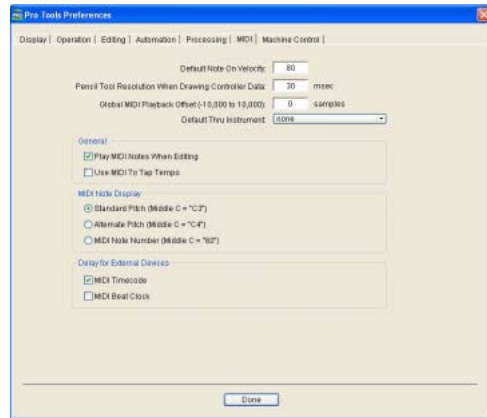 Pro Tools Preferences
Display | Operation | Editing | Automation | Processing | MIDI | Machine Control |
Default Note On Velocity: 80
Pencil Tool Resolution When Drawing Controller Data: 30 msec
Global MIDI Playback Offset (-10,000 to 10,000): 0 samples
Default Thru Instrument: none
General
Play MIDI Notes When Editing
Use MIDI To Tap Tempo
MIDI Note Display
Standard Pitch (Middle C = "C3")
Alternate Pitch (Middle C = "C4")
MIDI Note Number (Middle C = "60")
Delay for External Devices
MIDI Timecode
MIDI Beat Clock
Done